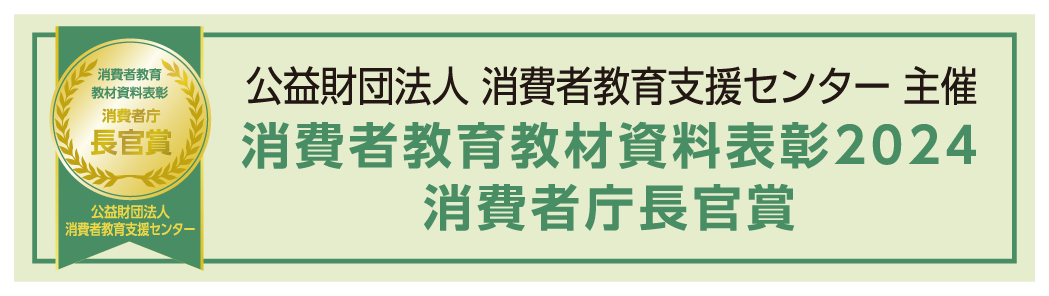 消費者教育
教材資料表彰
消費者庁
長官賞
公益財団法人
消費者教育支援センター
公益財団法人 消費者教育支援センター 主催
消費者教育教材資料表彰2024
消費者庁長官賞